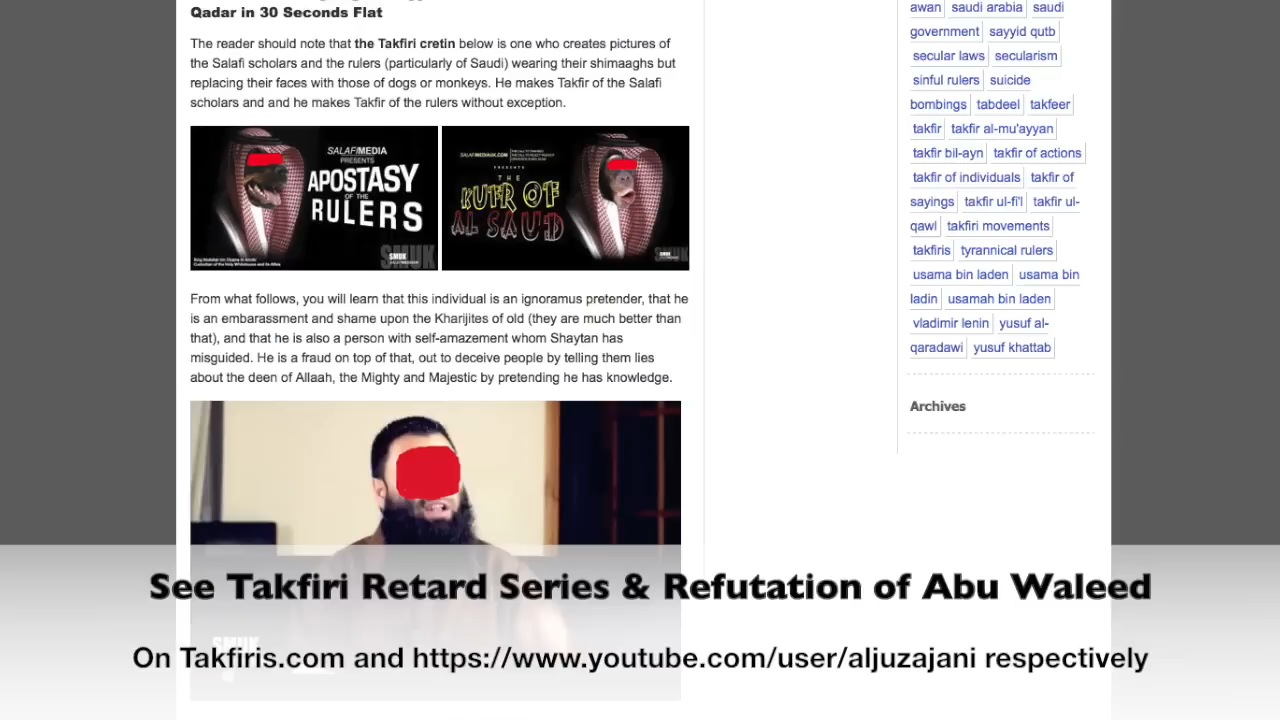 Qadar in 30 Seconds Flat
The reader should note that the Takfiri cretin below is one who creates pictures of
the Salafi scholars and the rulers (particularly of Saudi) wearing their shimaaghs but
replacing their faces with those of dogs or monkeys. He makes Takfir of the Salafi
scholars and and he makes Takfir of the rulers without exception.
SALAFIMEDIA
PRESENTS
APOSTASY
OF THE
RULERS
SMUK
SMUK
SALAFIMEDIAUK.COM
PRESENTS
THE
KUFR OF
AL SAUD
SMUK
SMUK
From what follows, you will learn that this individual is an ignoramus pretender, that he
is an embarrassment and shame upon the Kharijites of old (they are much better than
that), and that he is also a person with self-amazement whom Shaytan has
misguided. He is a fraud on top of that, out to deceive people by telling them lies
about the deen of Allaah, the Mighty and Majestic by pretending he has knowledge.
SMUK
See Takfiri Retard Series & Refutation of Abu Waleed
On Takfiris.com and https://www.youtube.com/user/aljuzajani respectively
awan saudi arabia saudi
government sayyid qutb
secular laws secularism
sinful rulers suicide
bombings tabdeel takfeer
takfir takfir al-mu'ayyan
takfir bil-ayn takfir of actions
takfir of individuals takfir of
sayings takfir ul-fi'l takfir ul-
qawl takfiri movements
takfiris tyrannical rulers
usama bin laden usama bin
ladin usamah bin laden
vladimir lenin yusuf al-
qaradawi yusuf khattab
Archives